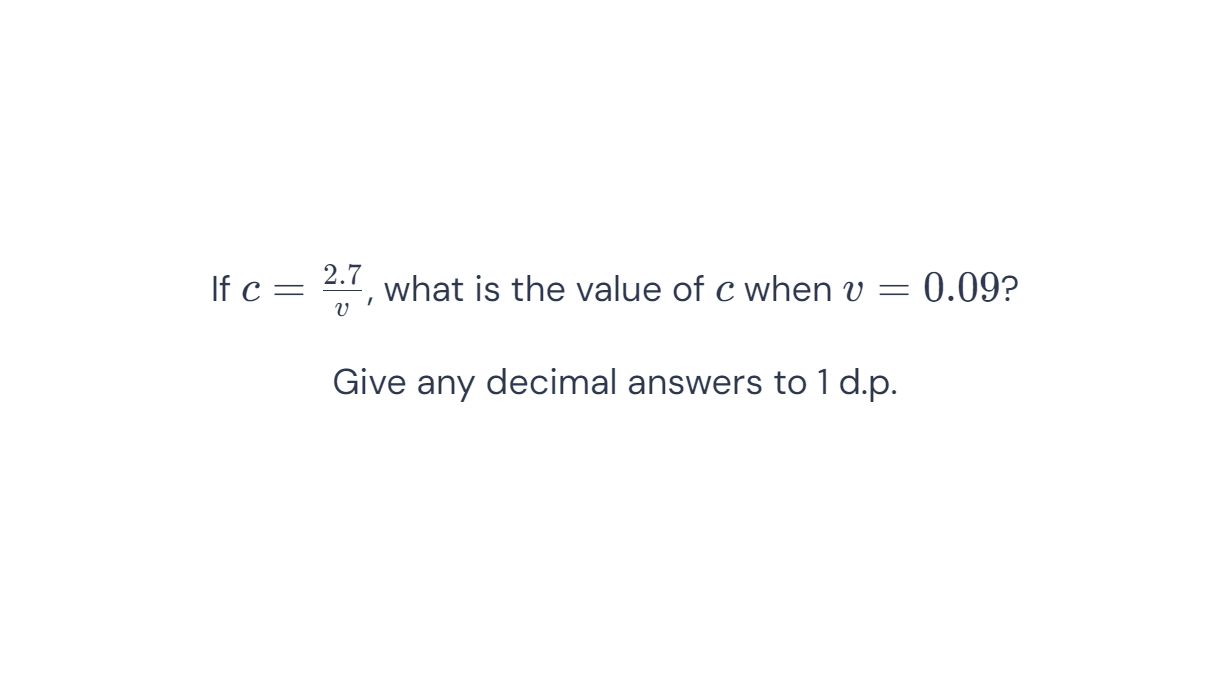 If $c = \frac{2.7}{v}$, what is the value of $c$ when $v = 0.09$?
Give any decimal answers to 1 d.p.